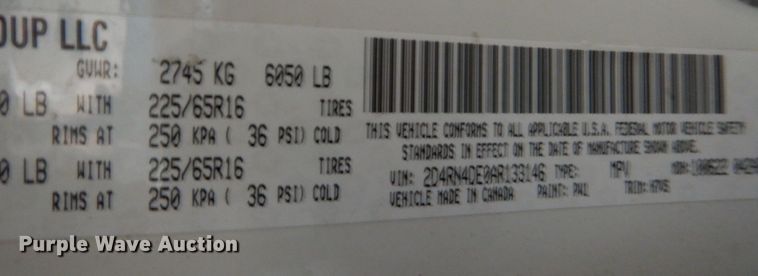 OUP LLC
GVWR: 2745 KG 6050 LB
0 LB WITH 225/65R16 TIRES
RIMS AT 250 KPA ( 36 PSI) COLD
0 LB WITH 225/65R16 TIRES
RIMS AT 250 KPA ( 36 PSI) COLD
THIS VEHICLE CONFORMS TO ALL APPLICABLE U.S.A. FEDERAL MOTOR VEHICLE SAFETY
STANDARDS IN EFFECT ON THE DATE OF MANUFACTURE SHOWN ABOVE.
VIN: 2D4RN4DE0AR133146 TYPE: MPV
VEHICLE MADE IN CANADA PAINT: PW1 TRIM:
Purple Wave Auction